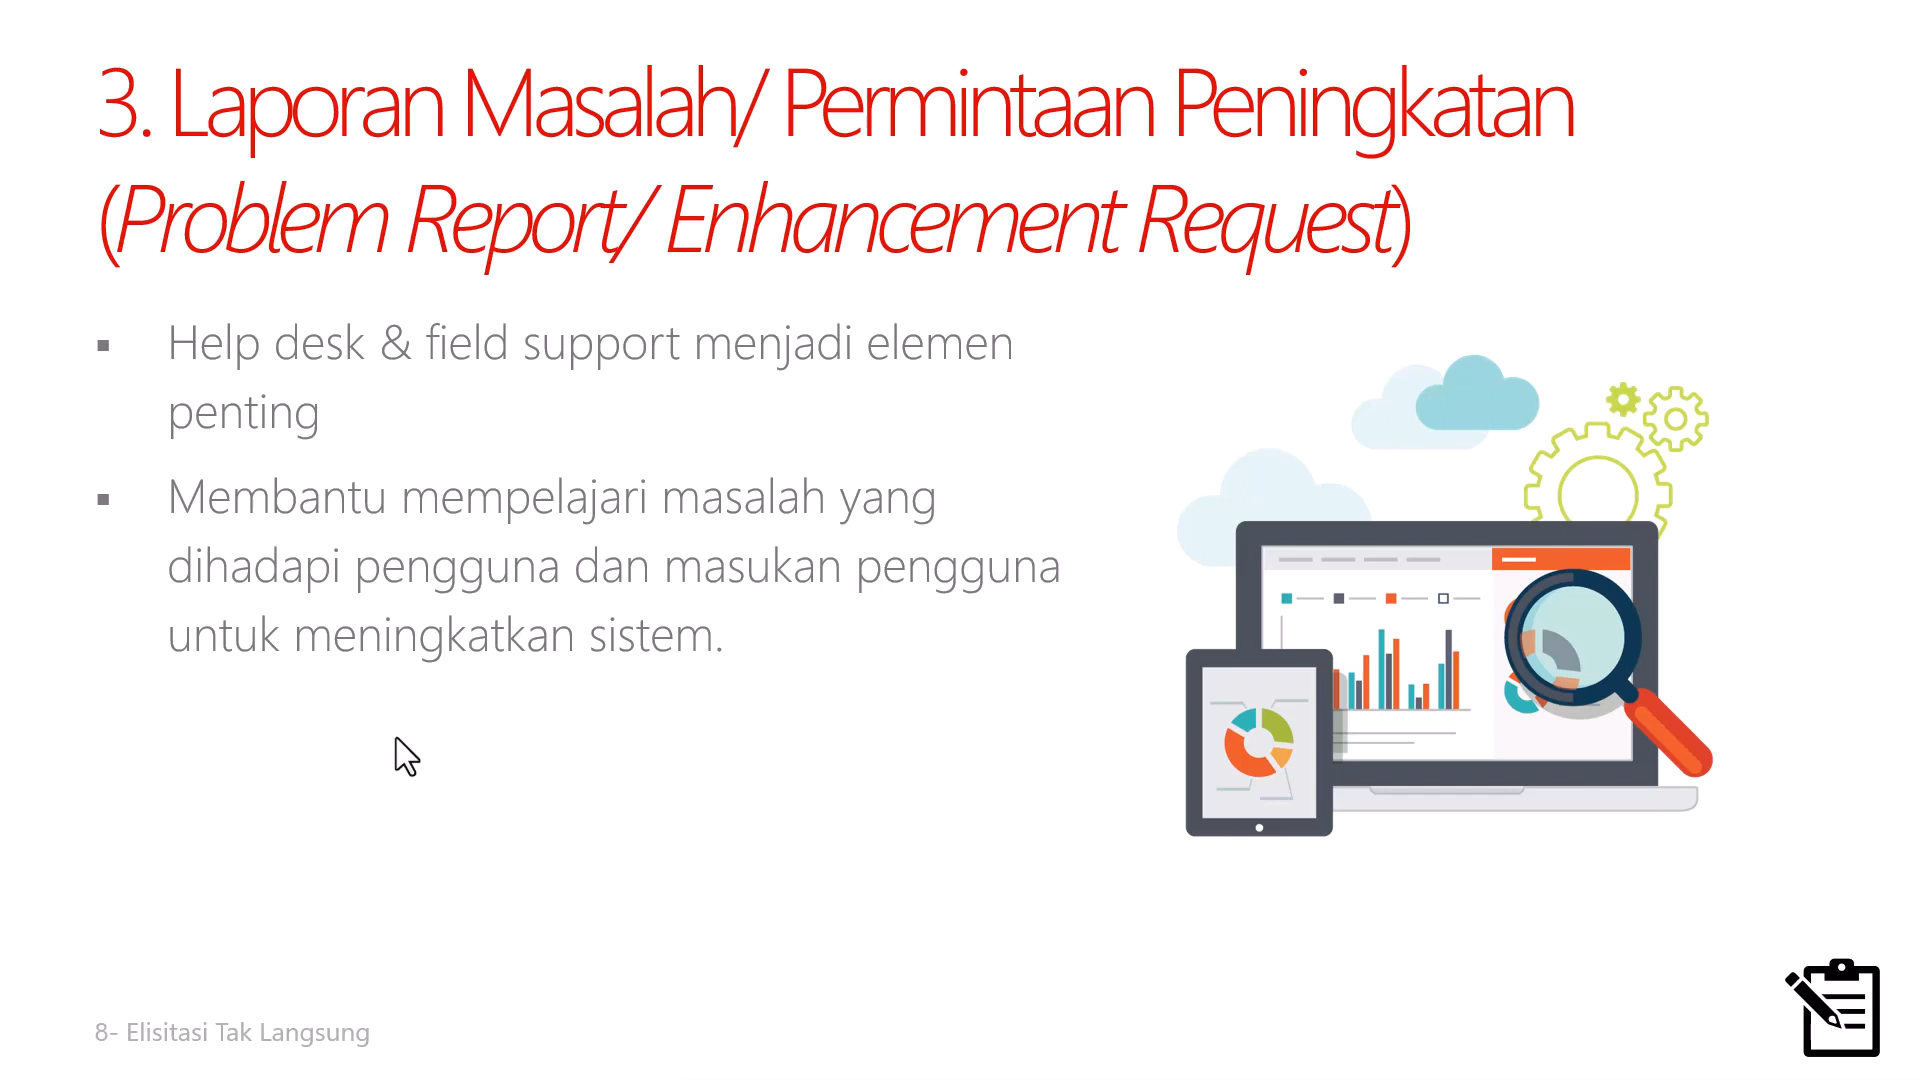 3. Laporan Masalah/ Permintaan Peningkatan
(Problem Report/ Enhancement Request)
▪ Help desk & field support menjadi elemen
penting
▪ Membantu mempelajari masalah yang
dihadapi pengguna dan masukan pengguna
untuk meningkatkan sistem.
8- Elisitasi Tak Langsung